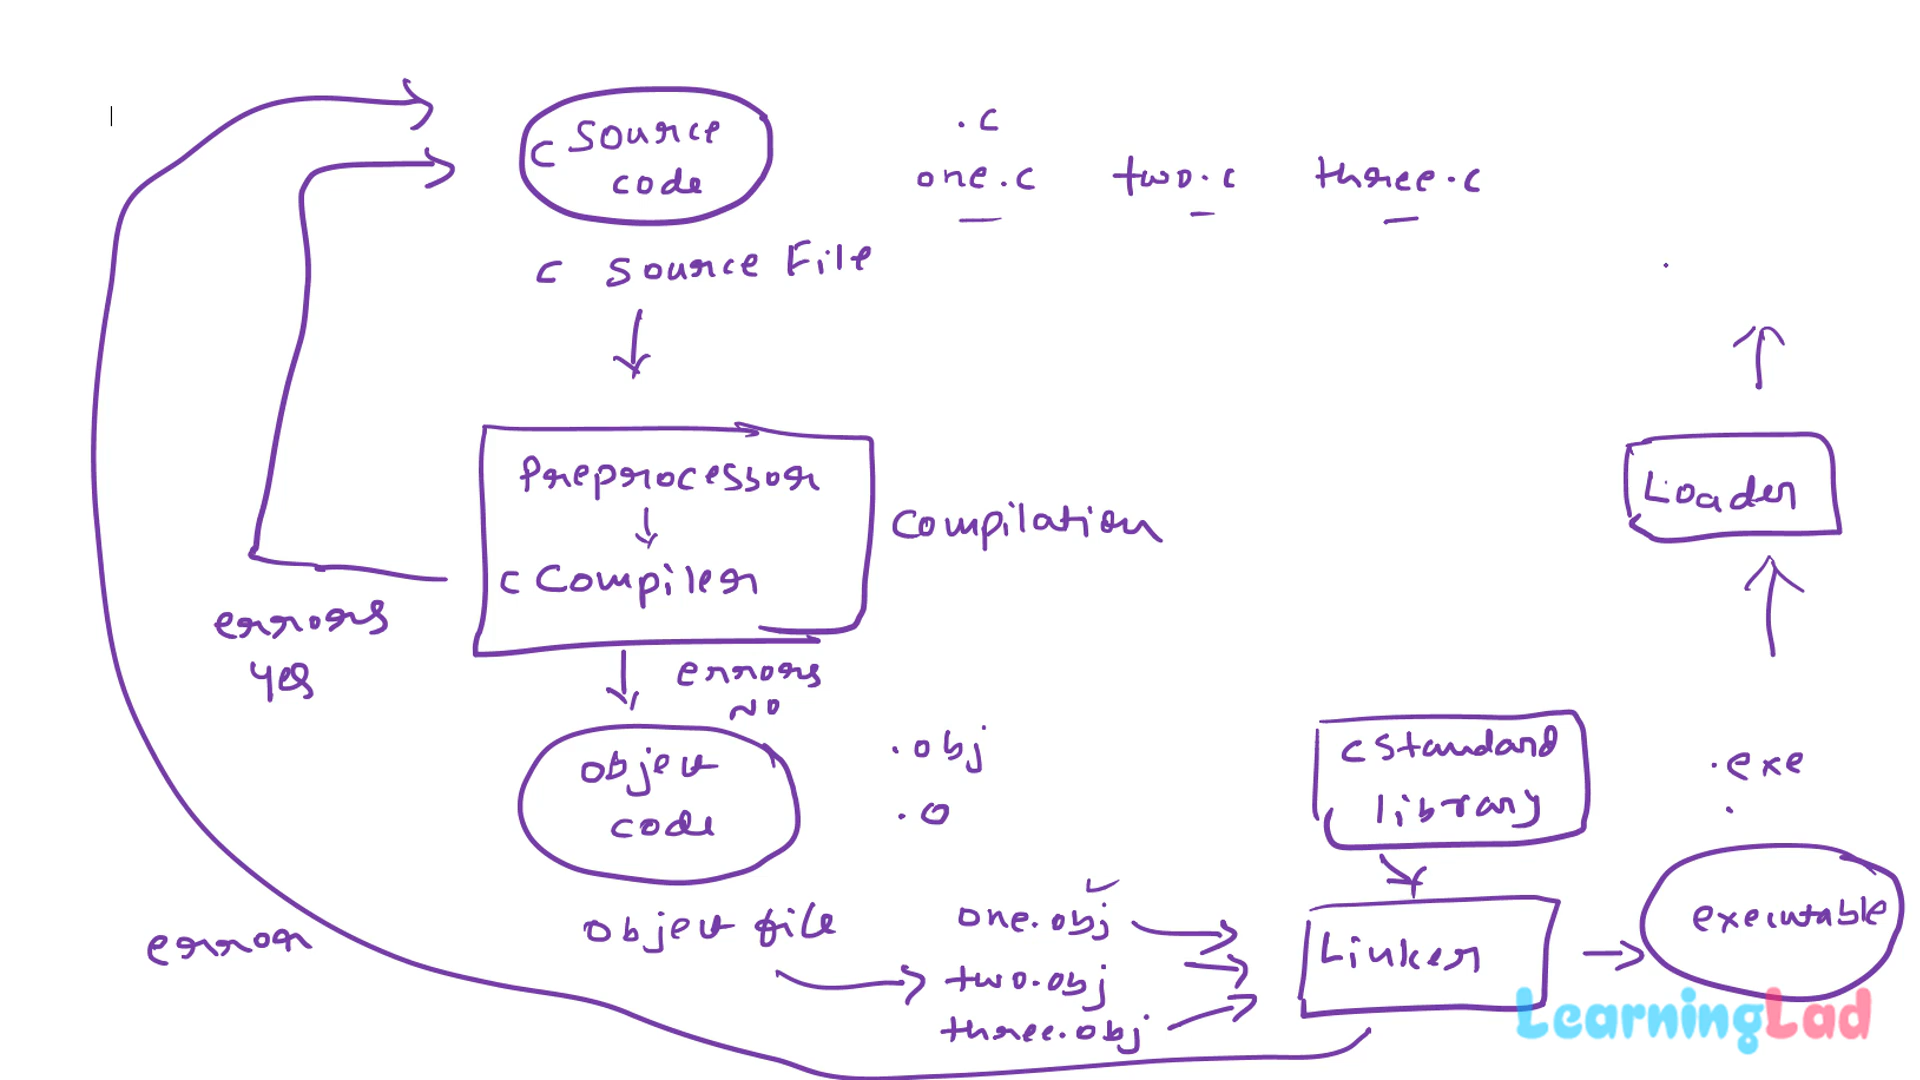 C Source
code
.c
one.c two.c three.c
C Source File
Preprocessor
C Compiler
Compilation
Loader
errors
yes
errors
NO
object
code
.obj
.o
C Standard
library
.exe
executable
object file
one.obj
two.obj
three.obj
Linker
error
LearningLad